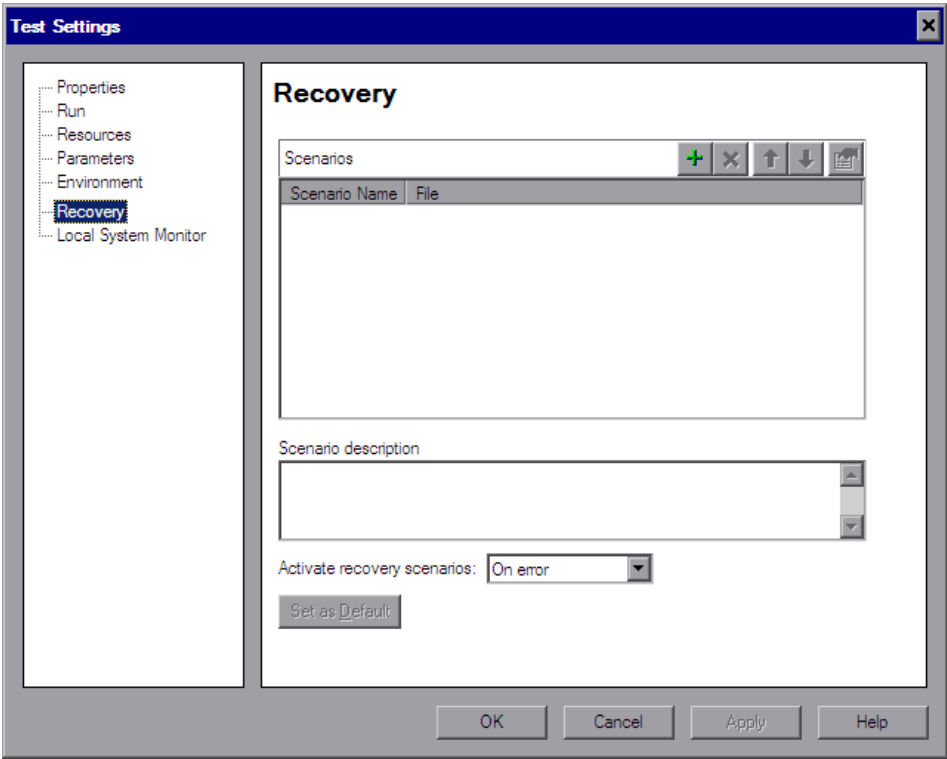 Test Settings
Properties
Run
Resources
Parameters
Environment
Recovery
Local System Monitor
Recovery
Scenarios
Scenario Name File
Scenario description
Activate recovery scenarios: On error
Set as Default
OK Cancel Apply Help